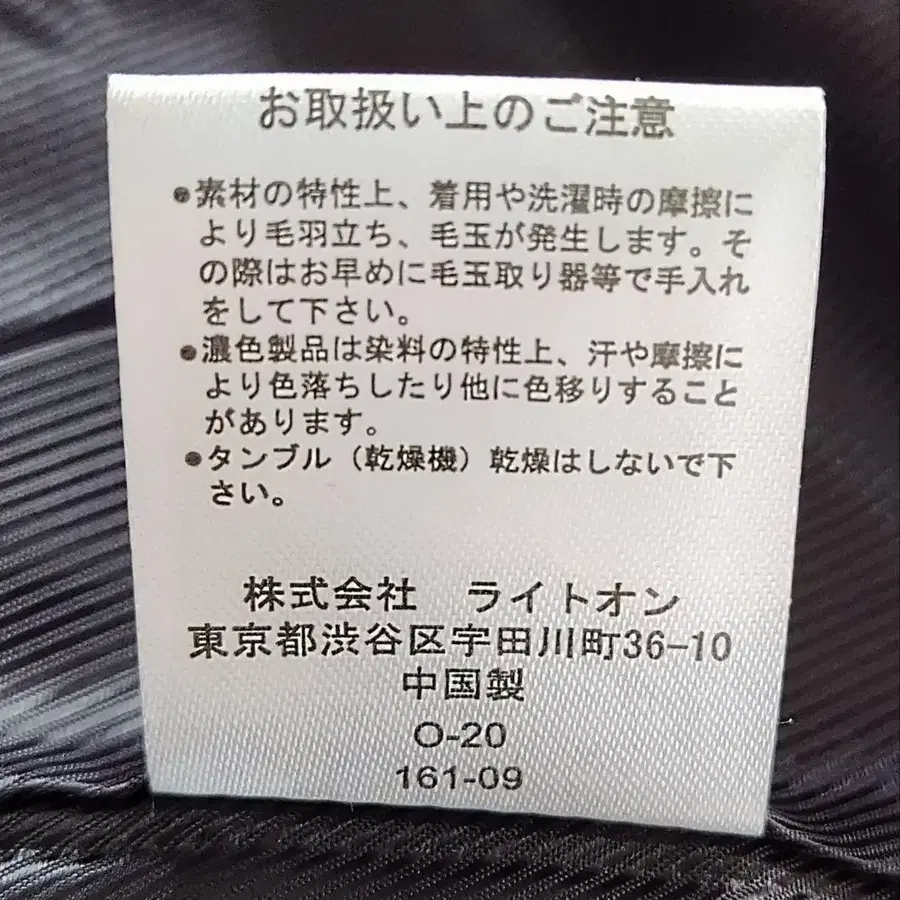 お取扱い上のご注意
●素材の特性上、着用や洗濯時の摩擦に
より毛羽立ち、毛玉が発生します。そ
の際はお早めに毛玉取り器等で手入れ
をして下さい。
●濃色製品は染料の特性上、汗や摩擦に
より色落ちしたり他に色移りすること
があります。
●タンブル（乾燥機）乾燥はしないで下
さい。
株式会社　ライトオン
東京都渋谷区宇田川町36-10
中国製
O-20
161-09